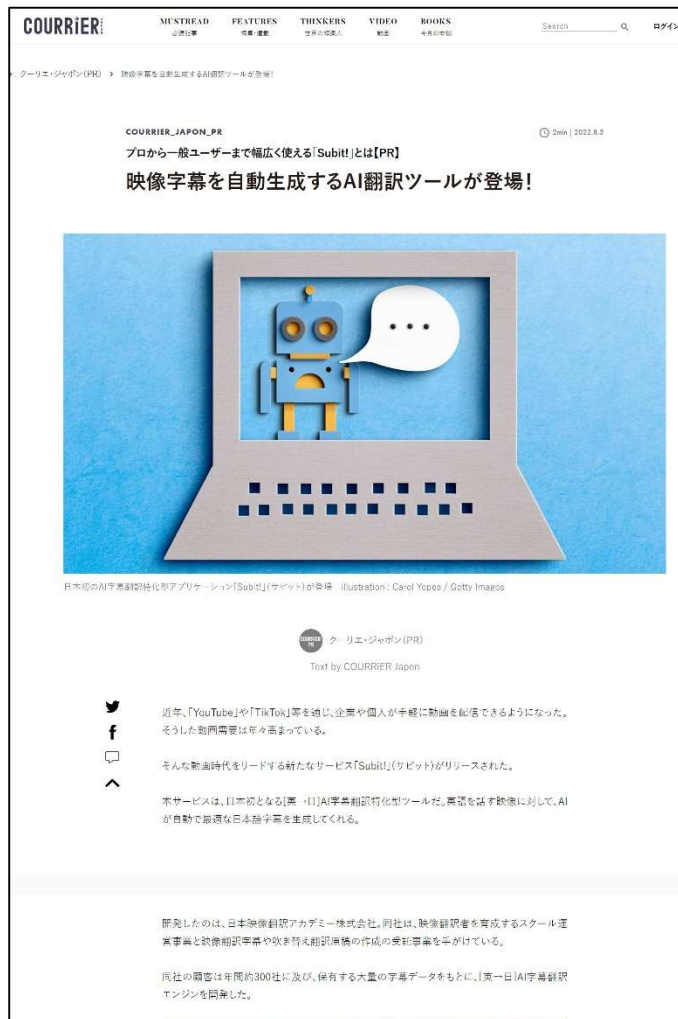 COURRiER
MUSTREAD FEATURES THINKERS VIDEO BOOKS
必読記事 特集・連載 世界の知識人 動画 今月の本棚
Search ログイン
クーリエ・ジャポン(PR) > 映像字幕を自動生成するAI翻訳ツールが登場!
COURRIER_JAPON_PR
2min | 2022.8.5
プロから一般ユーザーまで幅広く使える「Subit!」とは【PR】
映像字幕を自動生成するAI翻訳ツールが登場!
日本初のAI字幕翻訳特化型アプリケーション「Subit!」(サビット)が登場 Illustration : Carol Yepes / Getty Images
COURRIER
PR
クーリエ・ジャポン(PR)
Text by COURRiER Japon
近年、「YouTube」や「TikTok」等を通じ、企業や個人が手軽に動画を配信できるようになった。
そうした動画需要は年々高まっている。
そんな動画時代をリードする新たなサービス「Subit!」(サビット)がリリースされた。
本サービスは、日本初となる[英→日]AI字幕翻訳特化型ツールだ。英語を話す映像に対して、AI
が自動で最適な日本語字幕を生成してくれる。
開発したのは、日本映像翻訳アカデミー株式会社。同社は、映像翻訳者を育成するスクール運
営事業と映像翻訳字幕や吹き替え翻訳原稿の作成の受託事業を手がけている。
同社の顧客は年間約300社に及び、保有する大量の字幕データをもとに、[英→日]AI字幕翻訳
エンジンを開発した。